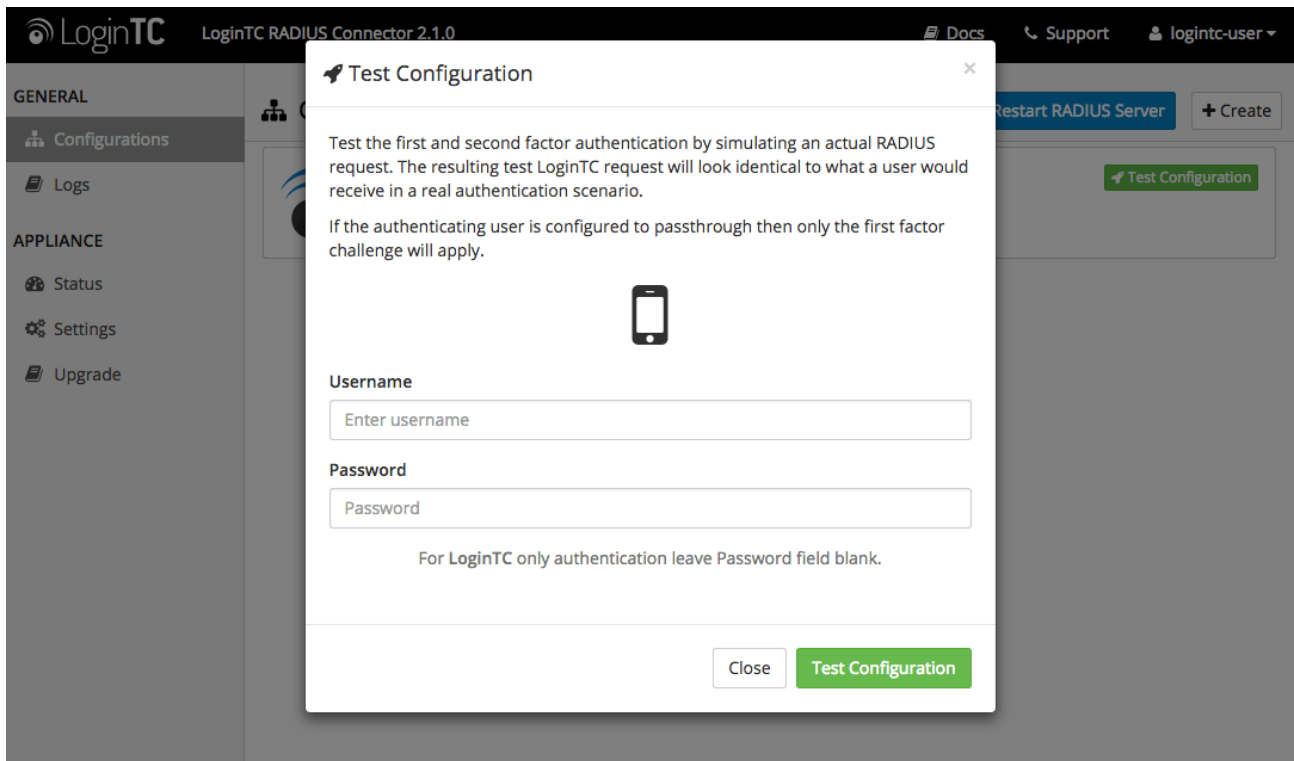 LoginTC
LoginTC RADIUS Connector 2.1.0
Docs
Support
logintc-user
GENERAL
Configurations
Logs
APPLIANCE
Status
Settings
Upgrade
Restart RADIUS Server
+ Create
Test Configuration
Test Configuration
×
Test the first and second factor authentication by simulating an actual RADIUS
request. The resulting test LoginTC request will look identical to what a user would
receive in a real authentication scenario.
If the authenticating user is configured to passthrough then only the first factor
challenge will apply.
Username
Enter username
Password
Password
For LoginTC only authentication leave Password field blank.
Close
Test Configuration